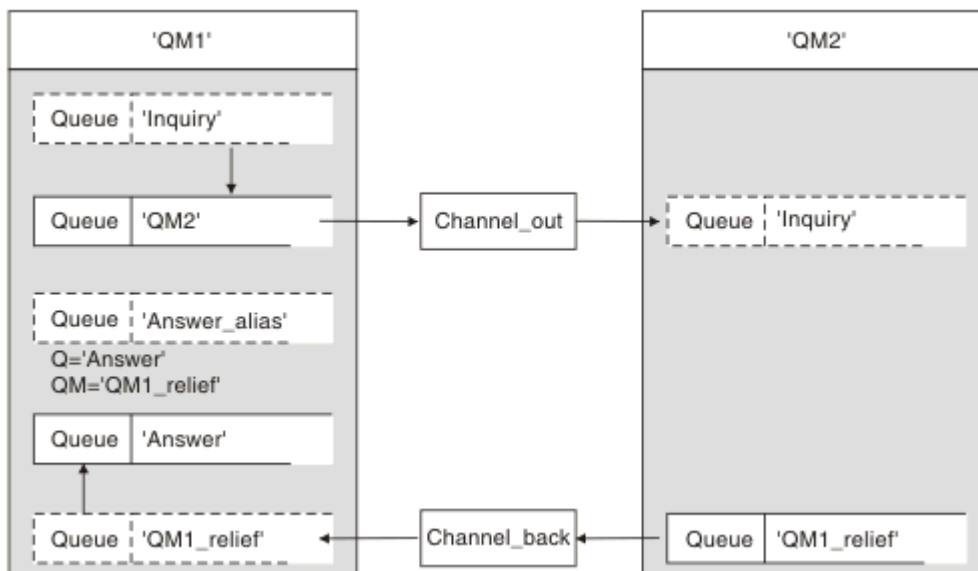 'QM1'
Queue 'Inquiry'
Queue 'QM2'
Queue 'Answer_alias'
Q='Answer'
QM='QM1_relief'
Queue 'Answer'
Queue 'QM1_relief'
Channel_out
Channel_back
'QM2'
Queue 'Inquiry'
Queue 'QM1_relief'